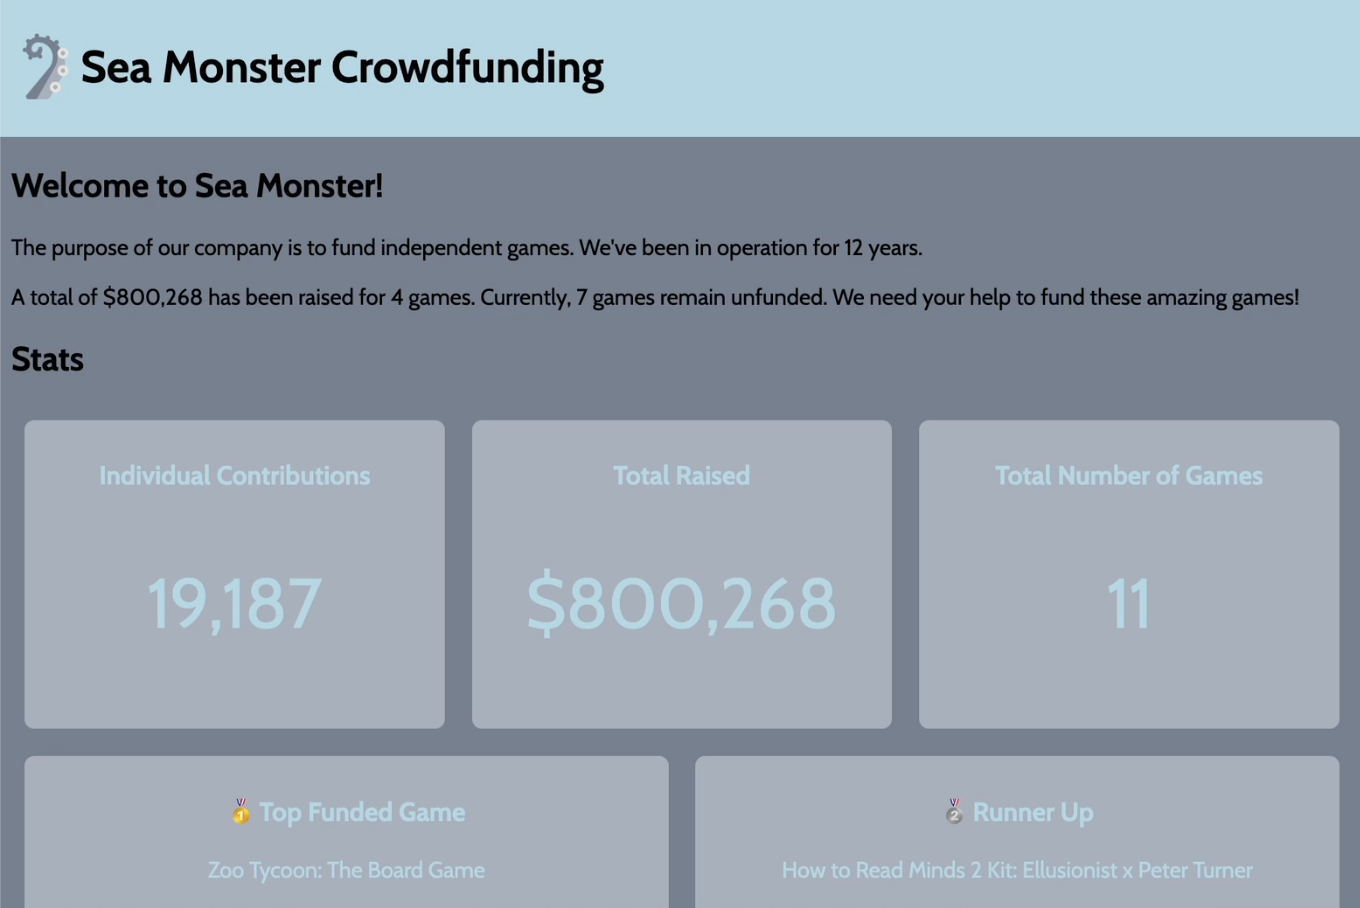 Sea Monster Crowdfunding
Welcome to Sea Monster!
The purpose of our company is to fund independent games. We've been in operation for 12 years.
A total of $800,268 has been raised for 4 games. Currently, 7 games remain unfunded. We need your help to fund these amazing games!
Stats
Individual Contributions
19,187
Total Raised
$800,268
Total Number of Games
11
🥇 Top Funded Game
Zoo Tycoon: The Board Game
🥈 Runner Up
How to Read Minds 2 Kit: Ellusionist x Peter Turner